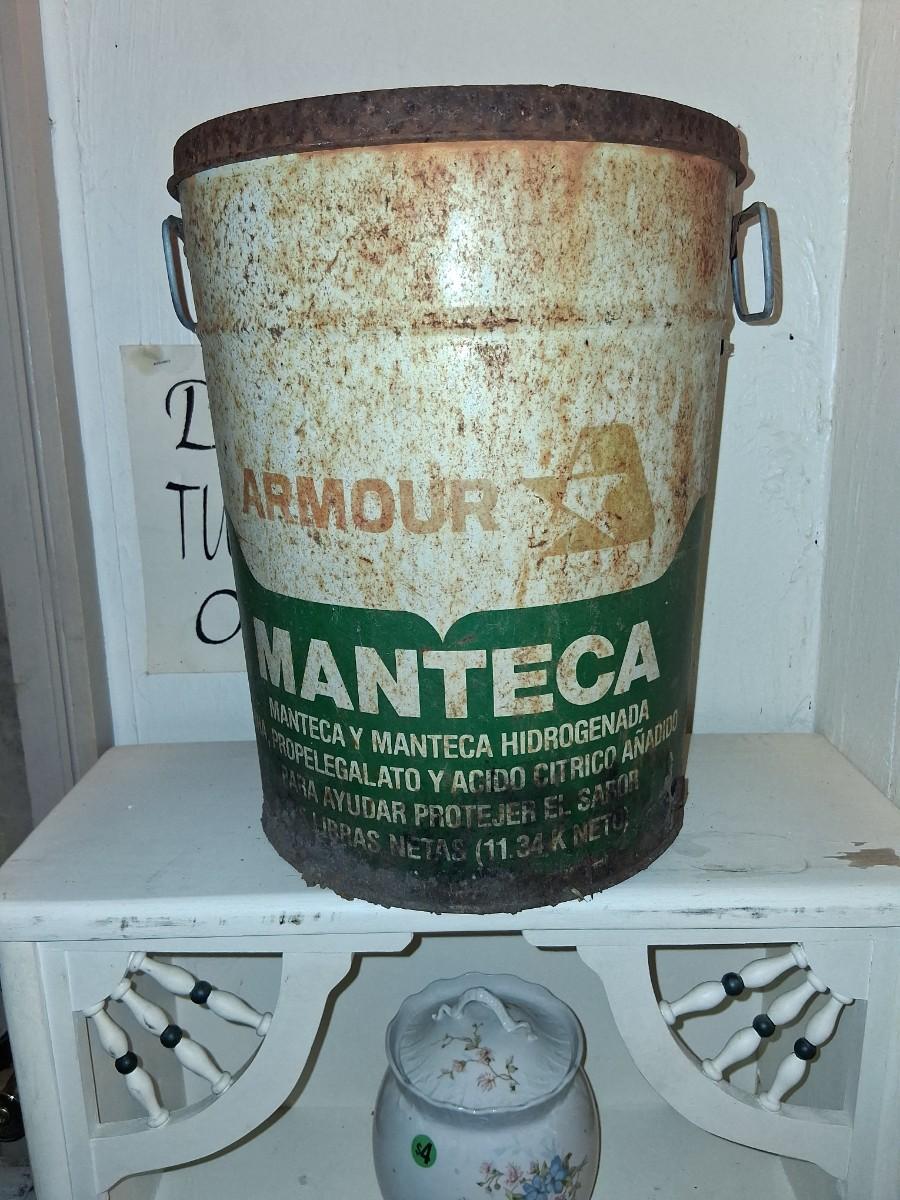 ARMOUR
MANTECA
MANTECA Y MANTECA HIDROGENADA
PROPELEGALATO Y ACIDO CITRICO AÑADIDO
PARA AYUDAR PROTEJER EL SABOR
LIBRAS NETAS (11.34 K NETO)
TU
O
$4